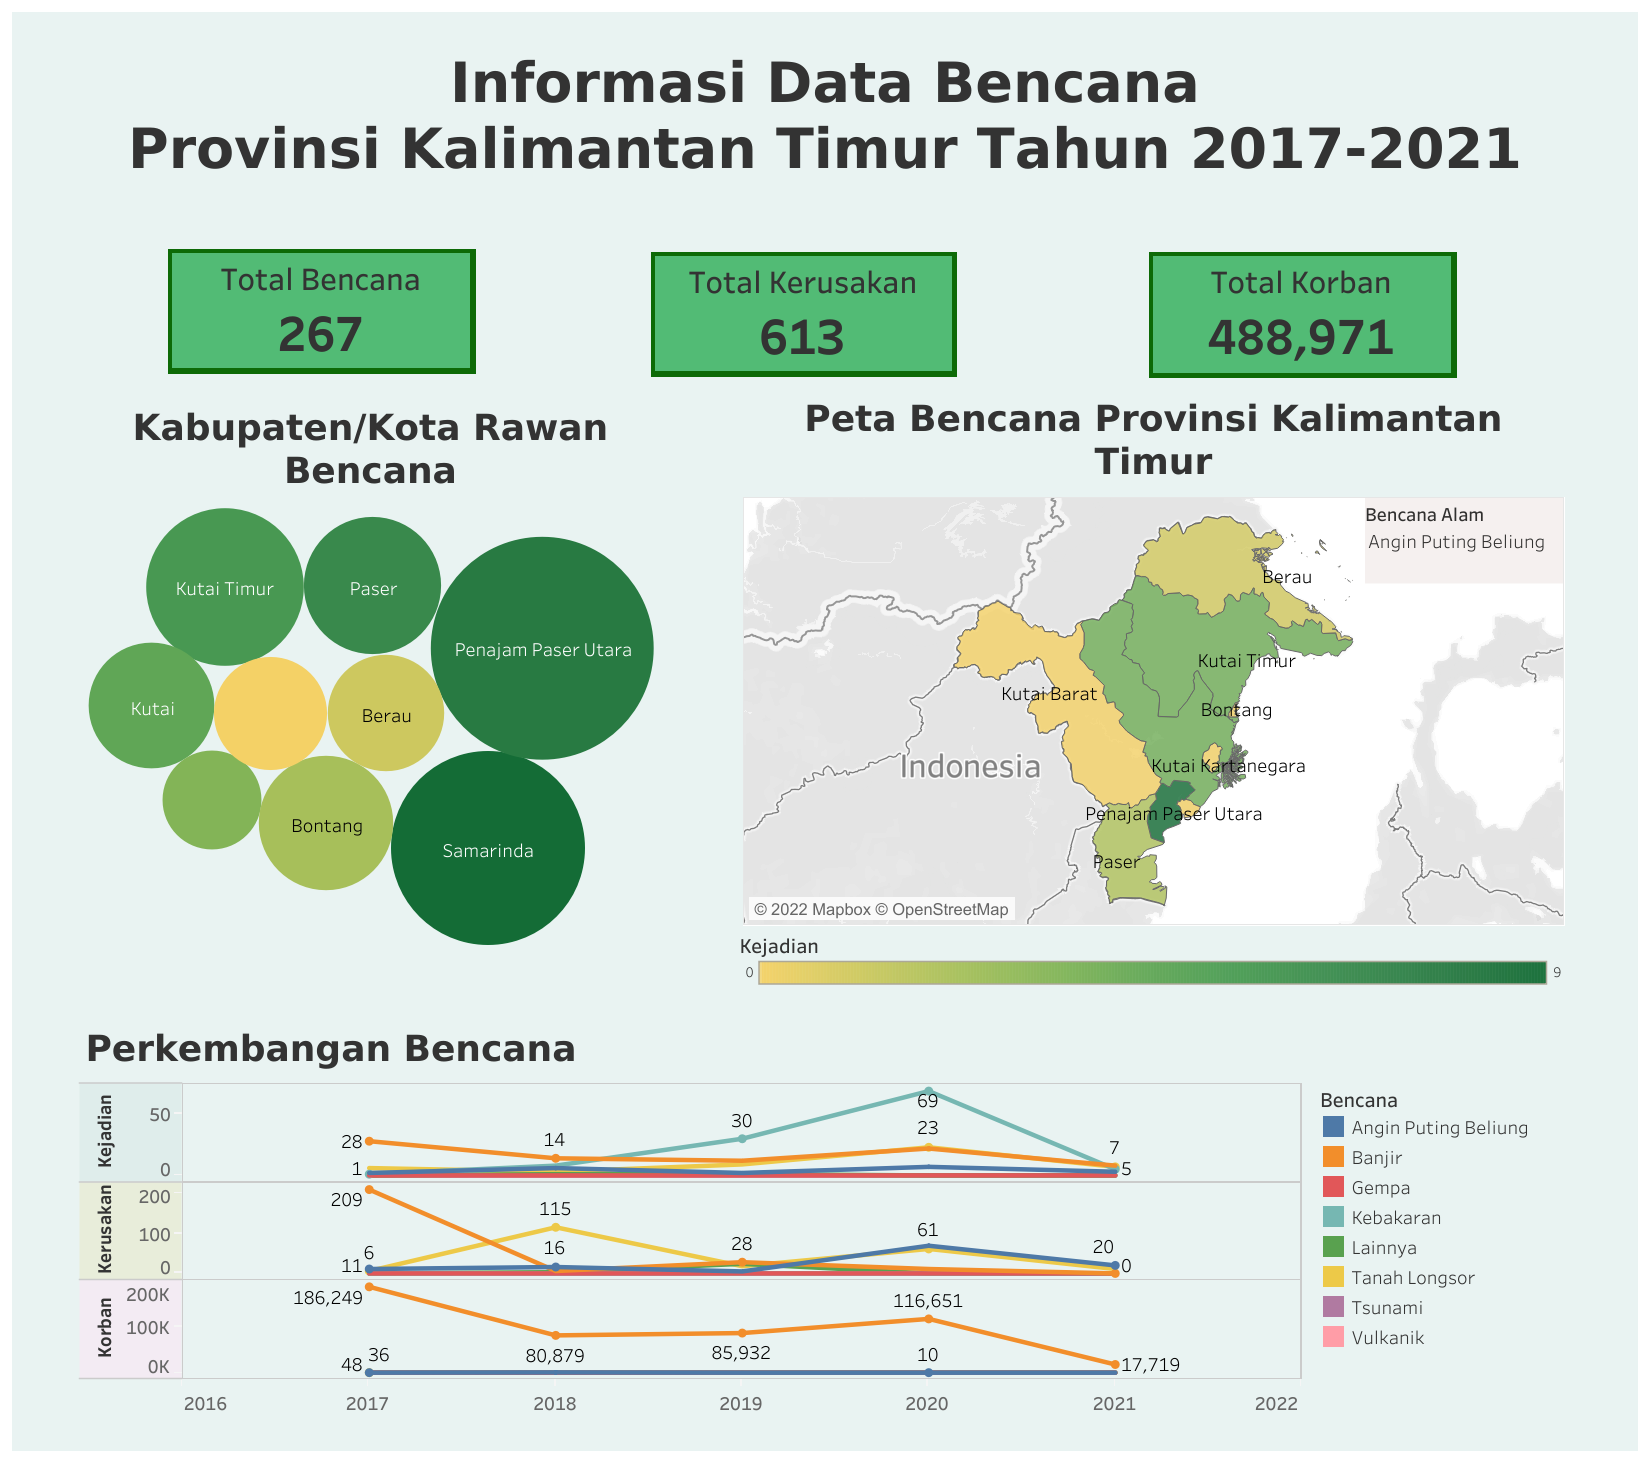 Informasi Data Bencana
Provinsi Kalimantan Timur Tahun 2017-2021
Total Bencana
267
Total Kerusakan
613
Total Korban
488,971
Kabupaten/Kota Rawan
Bencana
Kutai Timur
Paser
Penajam Paser Utara
Kutai
Berau
Bontang
Samarinda
Peta Bencana Provinsi Kalimantan
Timur
Bencana Alam
Angin Puting Beliung
Berau
Kutai Timur
Kutai Barat
Bontang
Indonesia
Kutai Kartanegara
Penajam Paser Utara
Paser
© 2022 Mapbox © OpenStreetMap
Kejadian
0
9
Perkembangan Bencana
Kejadian
50
0
28
1
14
30
69
23
7
5
Kerusakan
200
100
0
209
11
6
115
16
28
61
20
0
Korban
200K
100K
0K
186,249
48
36
80,879
85,932
116,651
10
17,719
2016
2017
2018
2019
2020
2021
2022
Bencana
Angin Puting Beliung
Banjir
Gempa
Kebakaran
Lainnya
Tanah Longsor
Tsunami
Vulkanik